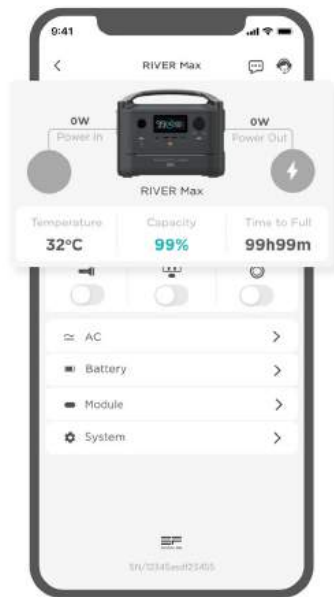 9:41
RIVER Max
0W 0W
Power In Power Out
RIVER Max
Temperature Capacity Time to Full
32°C 99% 99h99m
AC
Battery
Module
System
EF